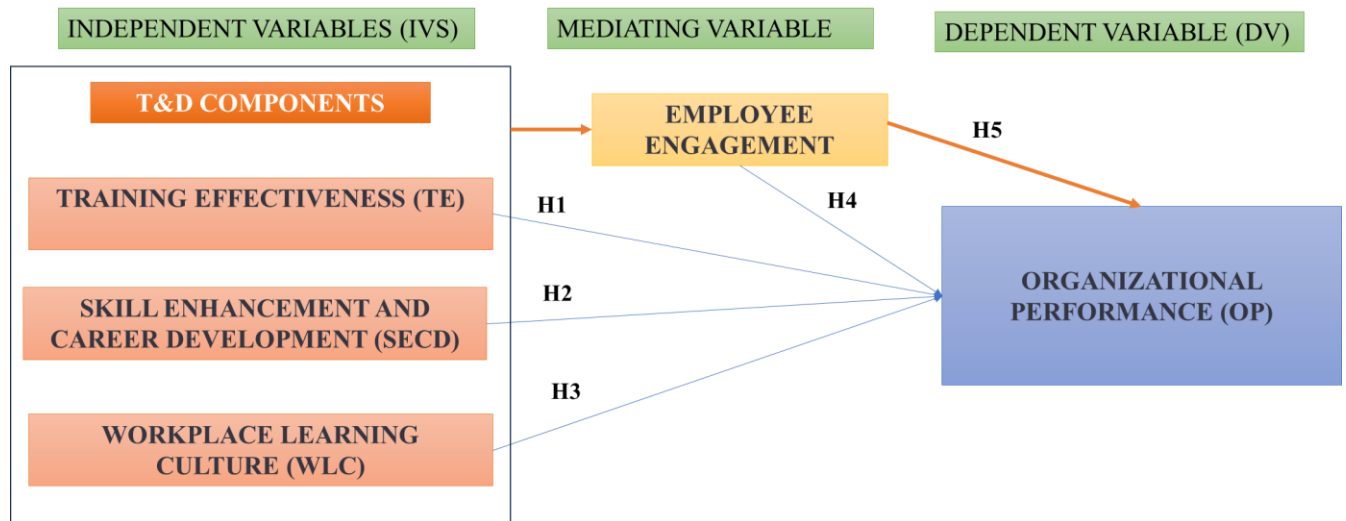 INDEPENDENT VARIABLES (IVS)
MEDIATING VARIABLE
DEPENDENT VARIABLE (DV)
T&D COMPONENTS
EMPLOYEE
ENGAGEMENT
H5
TRAINING EFFECTIVENESS (TE)
H1
H4
SKILL ENHANCEMENT AND
CAREER DEVELOPMENT (SECD)
H2
ORGANIZATIONAL
PERFORMANCE (OP)
H3
WORKPLACE LEARNING
CULTURE (WLC)